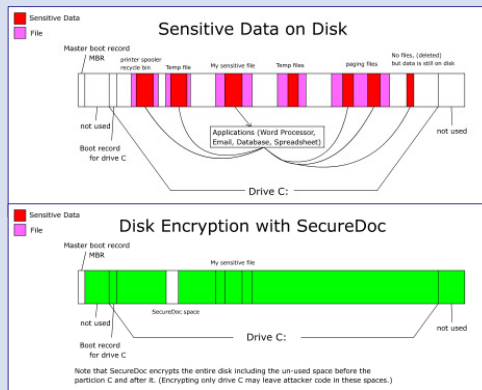 Sensitive Data
File
Sensitive Data on Disk
Master boot record
MBR
printer spooler
recycle bin
Temp file
My sensitive file
Temp files
paging files
No files, (deleted)
but data is still on disk
not used
Boot record
for drive C
Applications (Word Processor,
Email, Database, Spreadsheet)
not used
Drive C:
Sensitive Data
File
Disk Encryption with SecureDoc
Master boot record
MBR
My sensitive file
not used
SecureDoc space
Boot record
for drive C
not used
Drive C:
Note that SecureDoc encrypts the entire disk including the un-used space before the
particion C and after it. (Encrypting only drive C may leave attacker code in these spaces.)